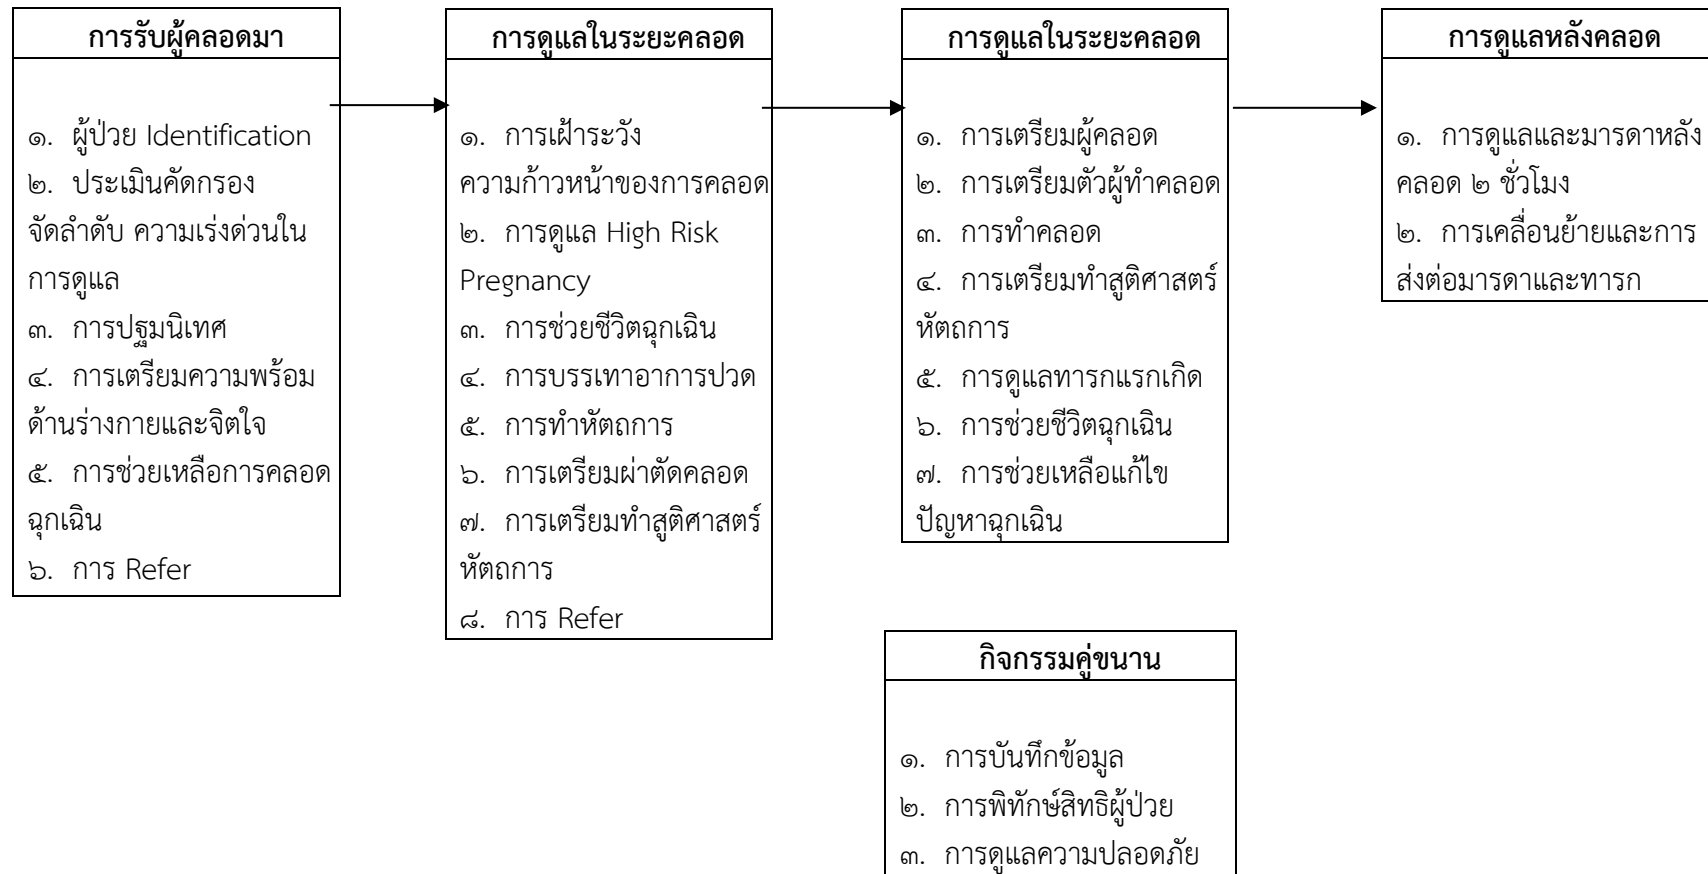 การรับผู้คลอดมา
๑. ผู้ป่วย Identification
๒. ประเมินคัดกรอง
จัดลำดับ ความเร่งด่วนใน
การดูแล
๓. การปฐมนิเทศ
๔. การเตรียมความพร้อม
ด้านร่างกายและจิตใจ
๕. การช่วยเหลือการคลอด
ฉุกเฉิน
๖. การ Refer
การดูแลในระยะคลอด
๑. การเฝ้าระวัง
ความก้าวหน้าของการคลอด
๒. การดูแล High Risk
Pregnancy
๓. การช่วยชีวิตฉุกเฉิน
๔. การบรรเทาอาการปวด
๕. การทำหัตถการ
๖. การเตรียมผ่าตัดคลอด
๗. การเตรียมทำสูติศาสตร์
หัตถการ
๘. การ Refer
การดูแลในระยะคลอด
๑. การเตรียมผู้คลอด
๒. การเตรียมตัวผู้ทำคลอด
๓. การทำคลอด
๔. การเตรียมทำสูติศาสตร์
หัตถการ
๕. การดูแลทารกแรกเกิด
๖. การช่วยชีวิตฉุกเฉิน
๗. การช่วยเหลือแก้ไข
ปัญหาฉุกเฉิน
การดูแลหลังคลอด
๑. การดูแลและมารดาหลัง
คลอด ๒ ชั่วโมง
๒. การเคลื่อนย้ายและการ
ส่งต่อมารดาและทารก
กิจกรรมคู่ขนาน
๑. การบันทึกข้อมูล
๒. การพิทักษ์สิทธิผู้ป่วย
๓. การดูแลความปลอดภัย